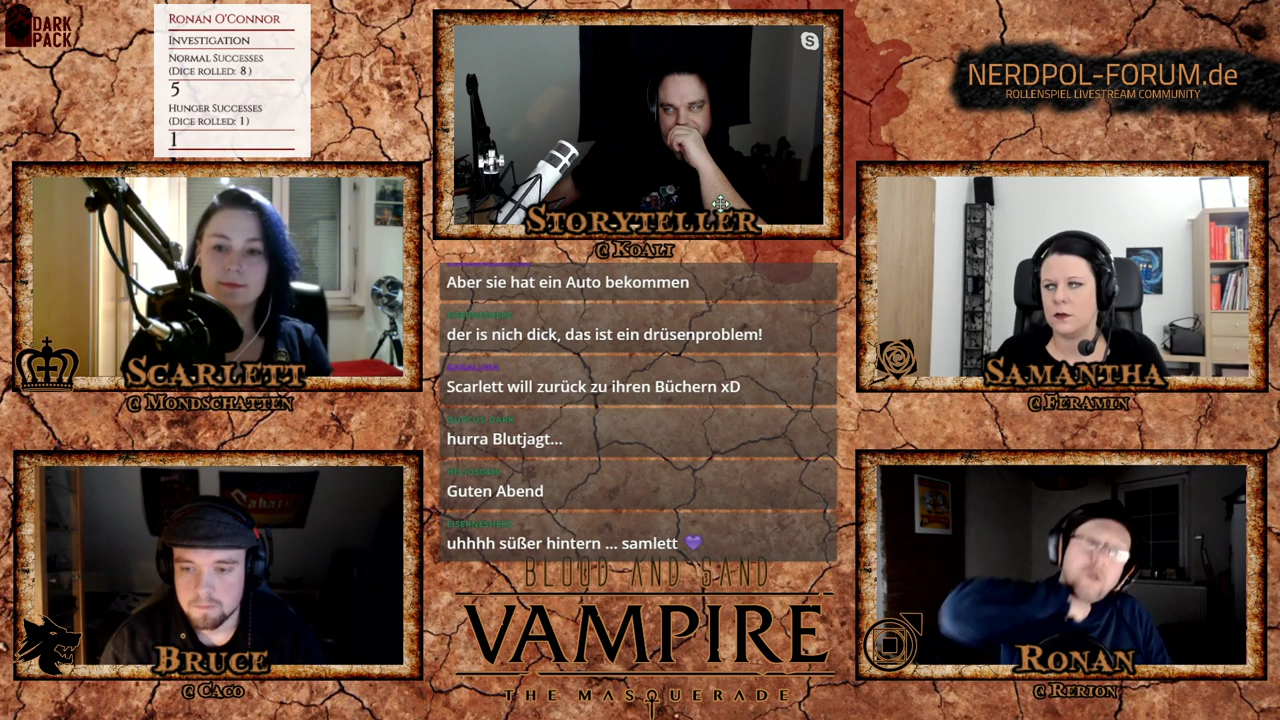 DARK
PACK
RONAN O'CONNOR
INVESTIGATION
NORMAL SUCCESSES
(DICE ROLLED: 8 )
5
HUNGER SUCCESSES
(DICE ROLLED: 1 )
1
NERDPOL-FORUM.de
ROLLENSPIEL LIVESTREAM COMMUNITY
STORYTELLER
@ KOALI
SCARLETT
@ MONDSCHATTEN
SAMANTHA
@ FERAMIN
Aber sie hat ein Auto bekommen
der is nich dick, das ist ein drüsenproblem!
Scarlett will zurück zu ihren Büchern xD
hurra Blutjagt...
Guten Abend
EISERNESHERZ
uhhhh süßer hintern ... samlett 💜
Sabaton
BRUCE
@ CACO
BLOOD AND SAND
VAMPIRE
THE MASQUERADE
RONAN
@ RERION